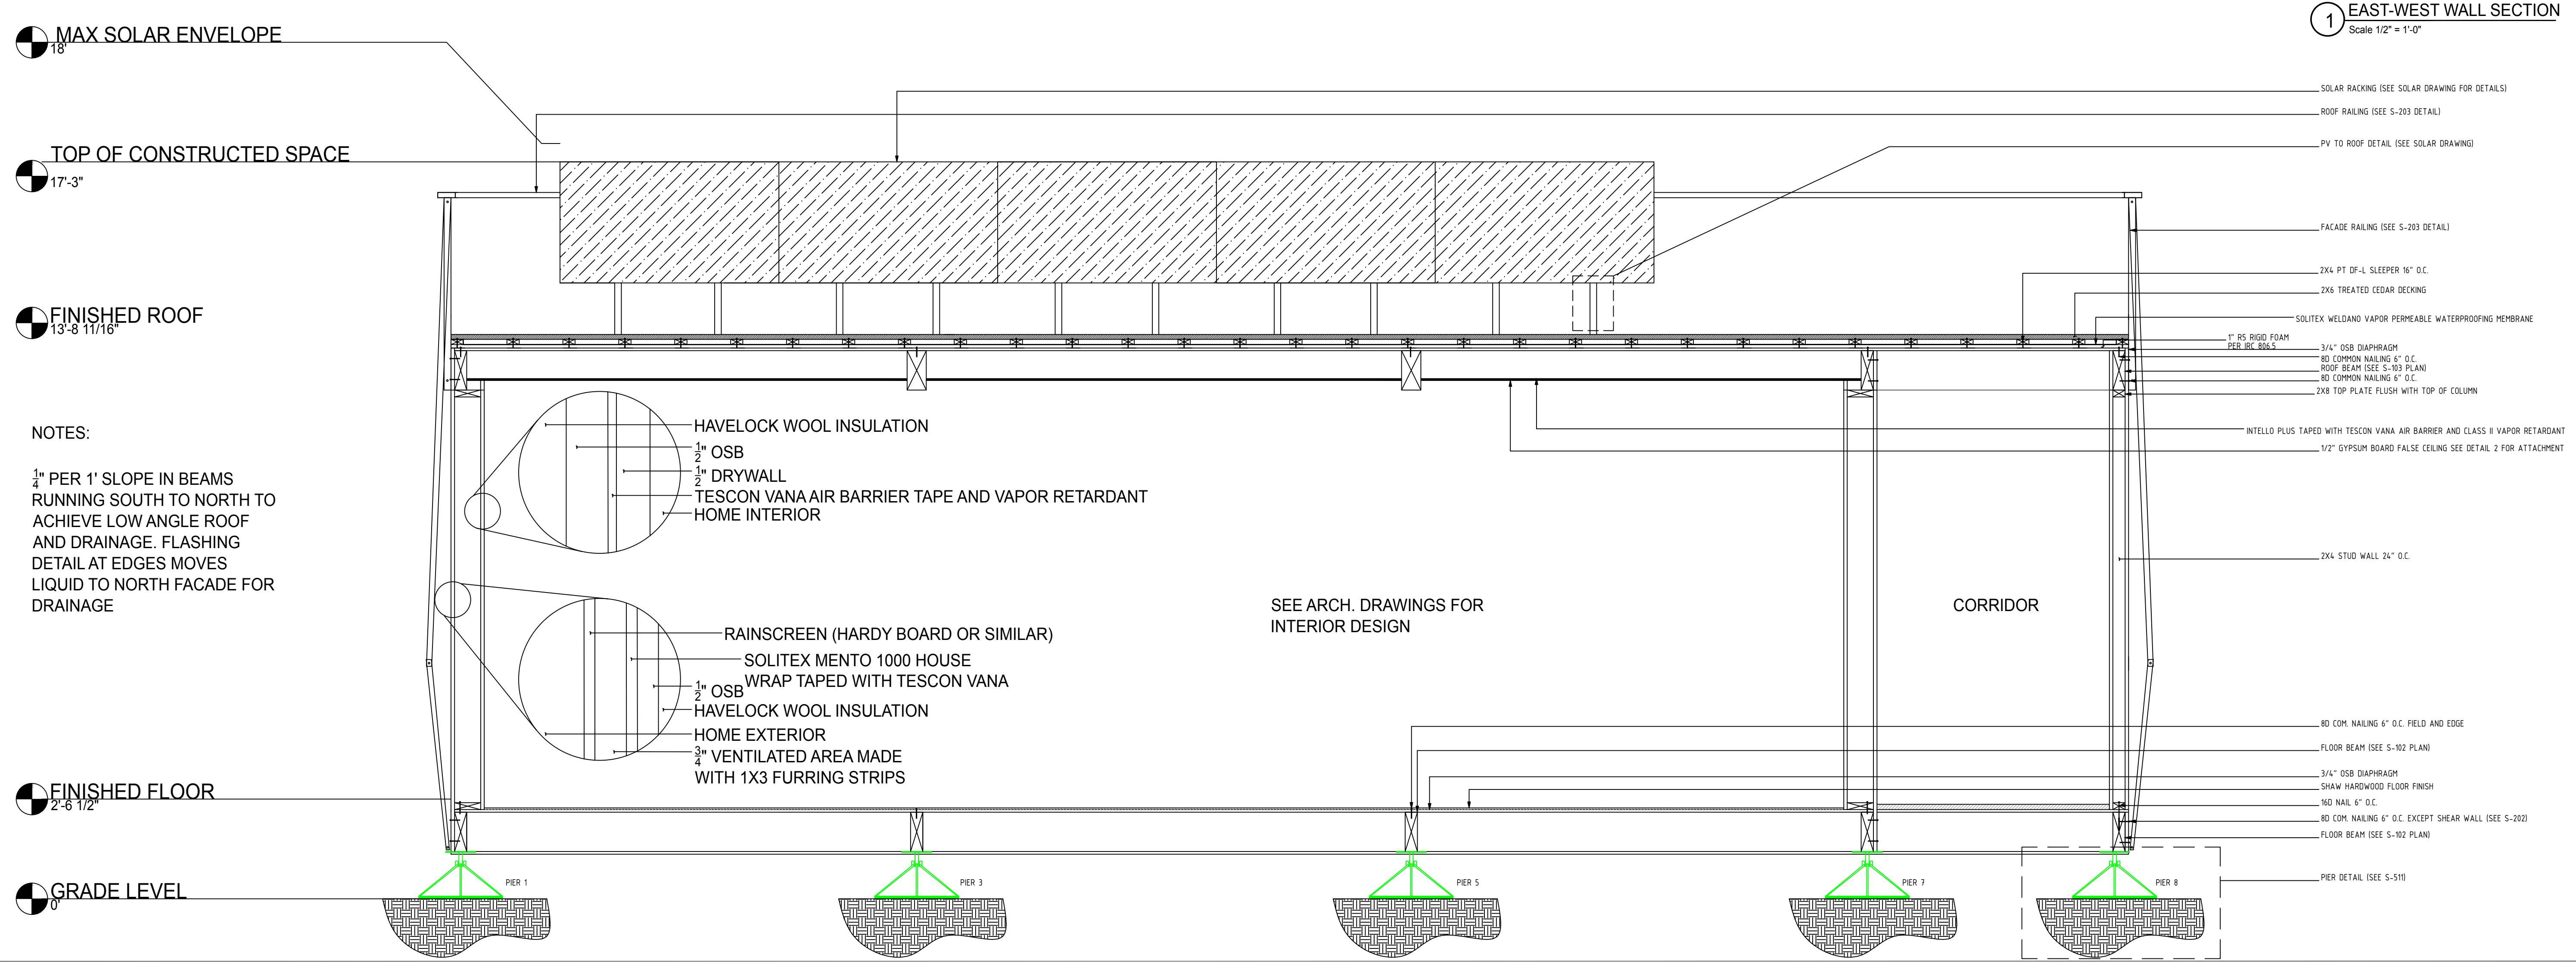 1
EAST-WEST WALL SECTION
Scale 1/2" = 1'-0"
MAX SOLAR ENVELOPE
18'
TOP OF CONSTRUCTED SPACE
17'-3"
FINISHED ROOF
13'-8 11/16"
NOTES:
1/4" PER 1' SLOPE IN BEAMS
RUNNING SOUTH TO NORTH TO
ACHIEVE LOW ANGLE ROOF
AND DRAINAGE. FLASHING
DETAIL AT EDGES MOVES
LIQUID TO NORTH FACADE FOR
DRAINAGE
FINISHED FLOOR
2'-6 1/2"
GRADE LEVEL
0'
HAVELOCK WOOL INSULATION
1/2" OSB
1/2" DRYWALL
TESCON VANA AIR BARRIER TAPE AND VAPOR RETARDANT
HOME INTERIOR
RAINSCREEN (HARDY BOARD OR SIMILAR)
SOLITEX MENTO 1000 HOUSE
WRAP TAPED WITH TESCON VANA
1/2" OSB
HAVELOCK WOOL INSULATION
HOME EXTERIOR
3/4" VENTILATED AREA MADE
WITH 1X3 FURRING STRIPS
SEE ARCH. DRAWINGS FOR
INTERIOR DESIGN
CORRIDOR
SOLAR RACKING (SEE SOLAR DRAWING FOR DETAILS)
ROOF RAILING (SEE S-203 DETAIL)
PV TO ROOF DETAIL (SEE SOLAR DRAWING)
FACADE RAILING (SEE S-203 DETAIL)
2X4 PT DF-L SLEEPER 16" O.C.
2X6 TREATED CEDAR DECKING
SOLITEX WELDANO VAPOR PERMEABLE WATERPROOFING MEMBRANE
1" R5 RIGID FOAM
PER IRC 806.5
3/4" OSB DIAPHRAGM
8D COMMON NAILING 6" O.C.
ROOF BEAM (SEE S-103 PLAN)
8D COMMON NAILING 6" O.C.
2X8 TOP PLATE FLUSH WITH TOP OF COLUMN
INTELLO PLUS TAPED WITH TESCON VANA AIR BARRIER AND CLASS II VAPOR RETARDANT
1/2" GYPSUM BOARD FALSE CEILING SEE DETAIL 2 FOR ATTACHMENT
2X4 STUD WALL 24" O.C.
8D COM. NAILING 6" O.C. FIELD AND EDGE
FLOOR BEAM (SEE S-102 PLAN)
3/4" OSB DIAPHRAGM
SHAW HARDWOOD FLOOR FINISH
16D NAIL 6" O.C.
8D COM. NAILING 6" O.C. EXCEPT SHEAR WALL (SEE S-202)
FLOOR BEAM (SEE S-102 PLAN)
PIER DETAIL (SEE S-511)
PIER 1
PIER 3
PIER 5
PIER 7
PIER 8